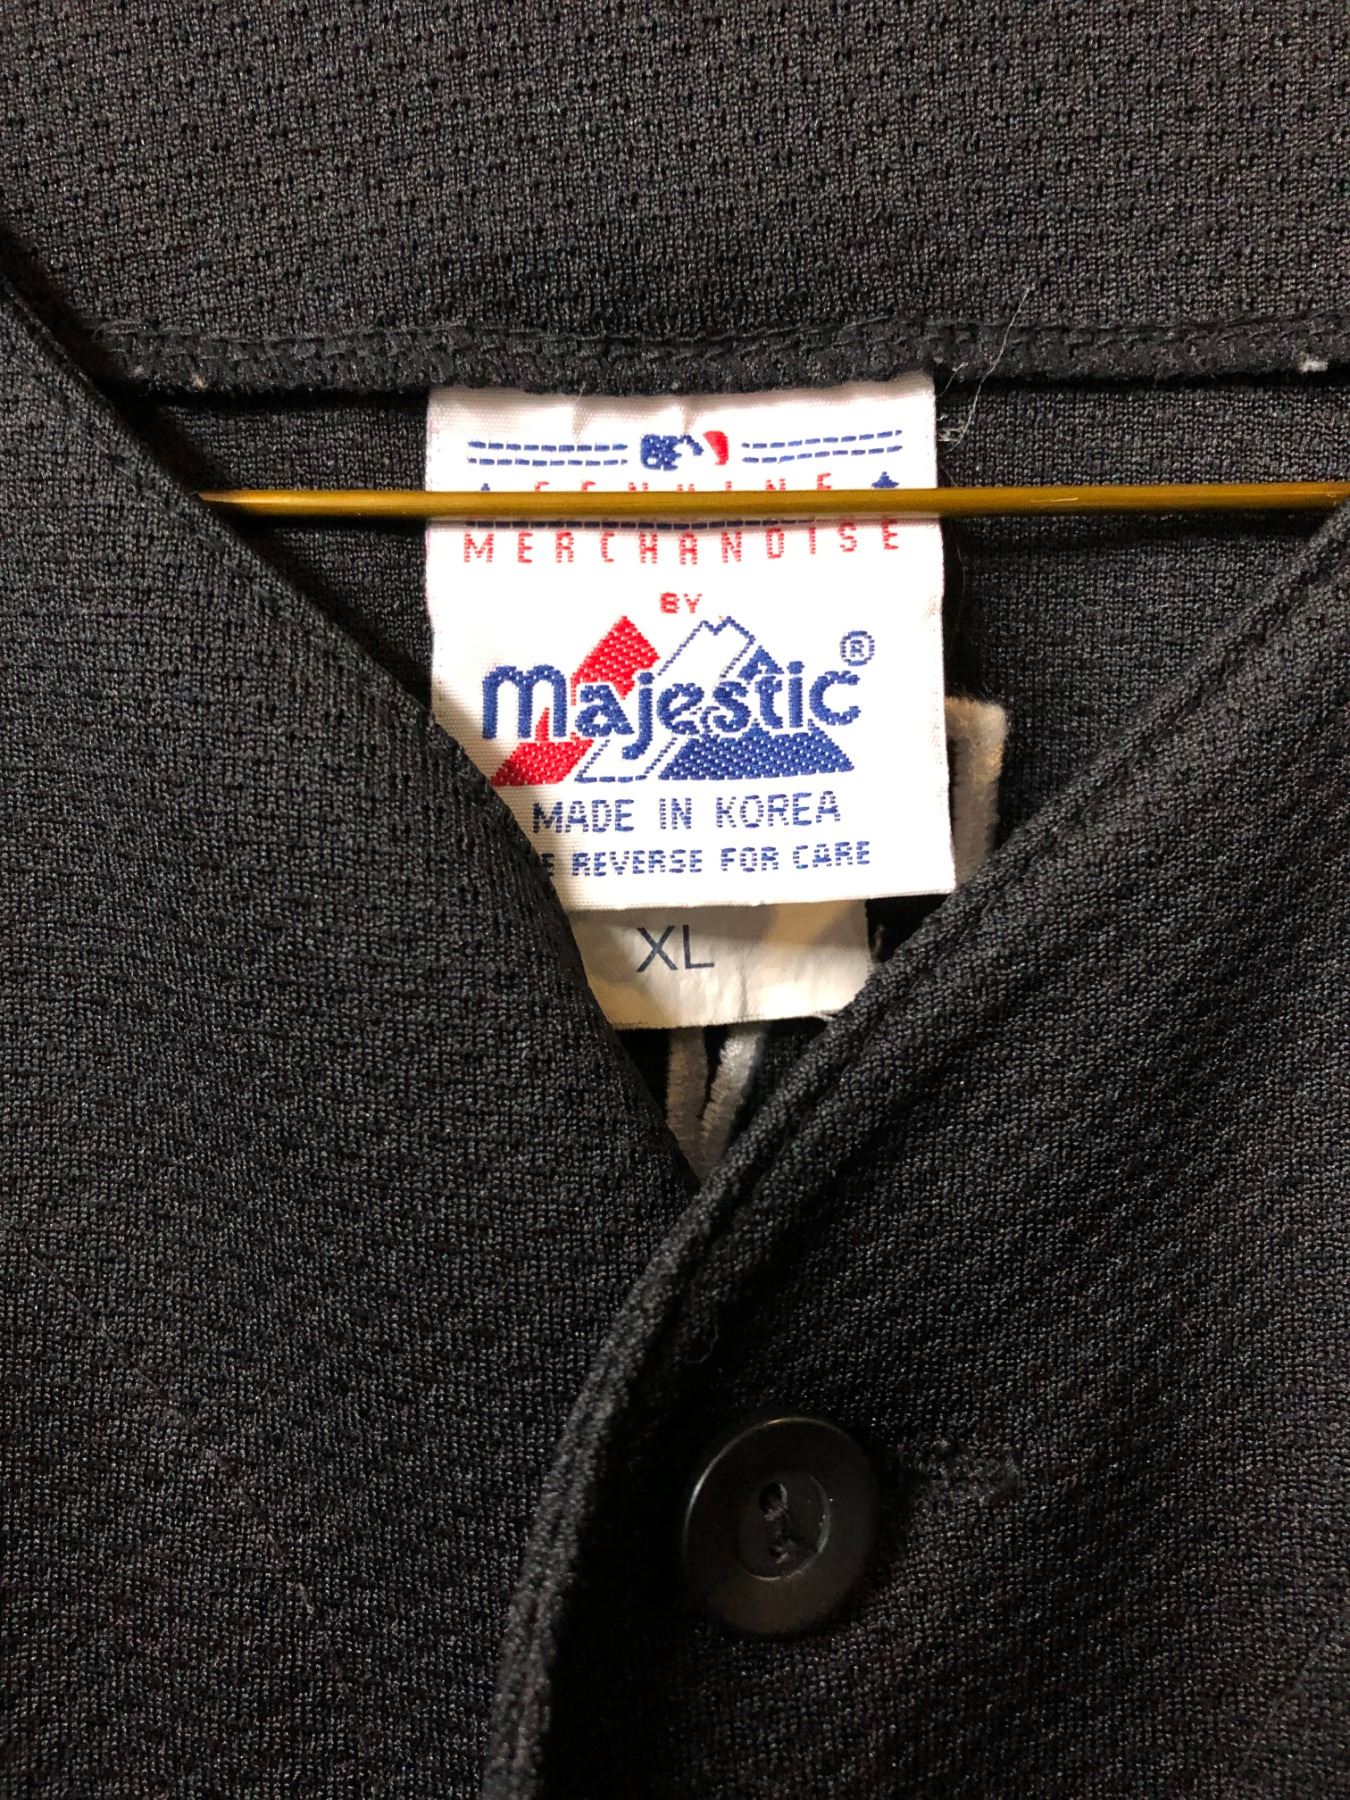 GENUINE
MERCHANDISE
BY
Majestic®
MADE IN KOREA
REVERSE FOR CARE
XL